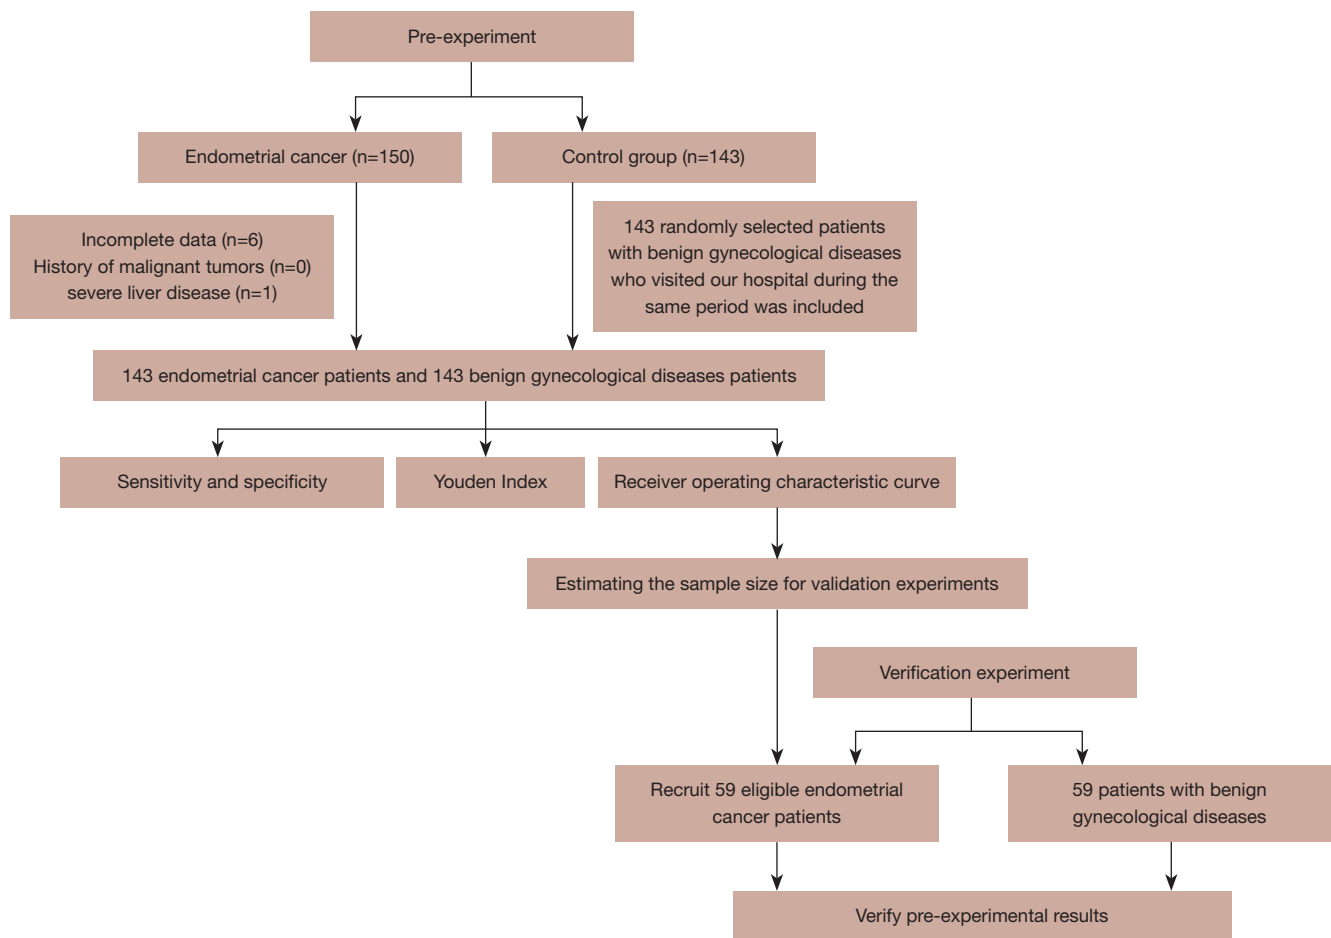 Pre-experiment
Endometrial cancer (n=150)
Control group (n=143)
Incomplete data (n=6)
History of malignant tumors (n=0)
severe liver disease (n=1)
143 randomly selected patients
with benign gynecological diseases
who visited our hospital during the
same period was included
143 endometrial cancer patients and 143 benign gynecological diseases patients
Sensitivity and specificity
Youden Index
Receiver operating characteristic curve
Estimating the sample size for validation experiments
Verification experiment
Recruit 59 eligible endometrial
cancer patients
59 patients with benign
gynecological diseases
Verify pre-experimental results